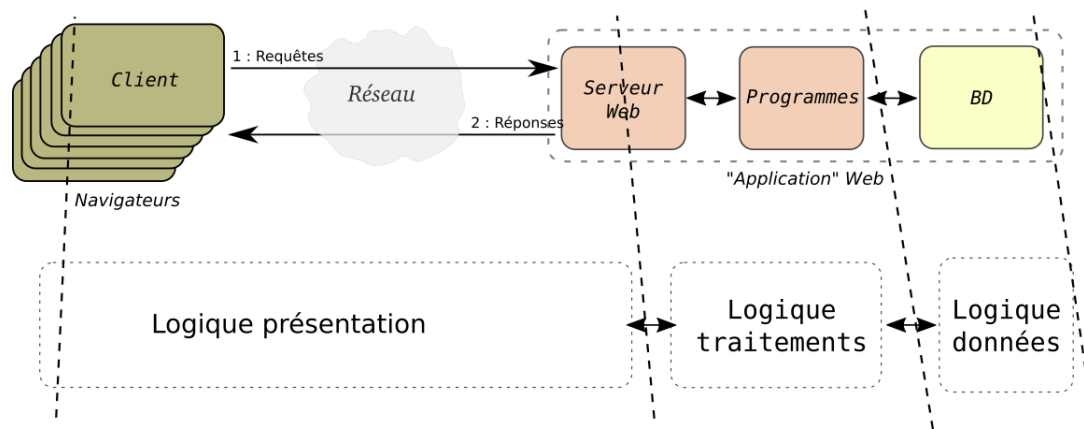 1 : Requêtes
Client
Réseau
Serveur
Web
Programmes
BD
2 : Réponses
"Application" Web
Navigateurs
Logique présentation
Logique
traitements
Logique
données